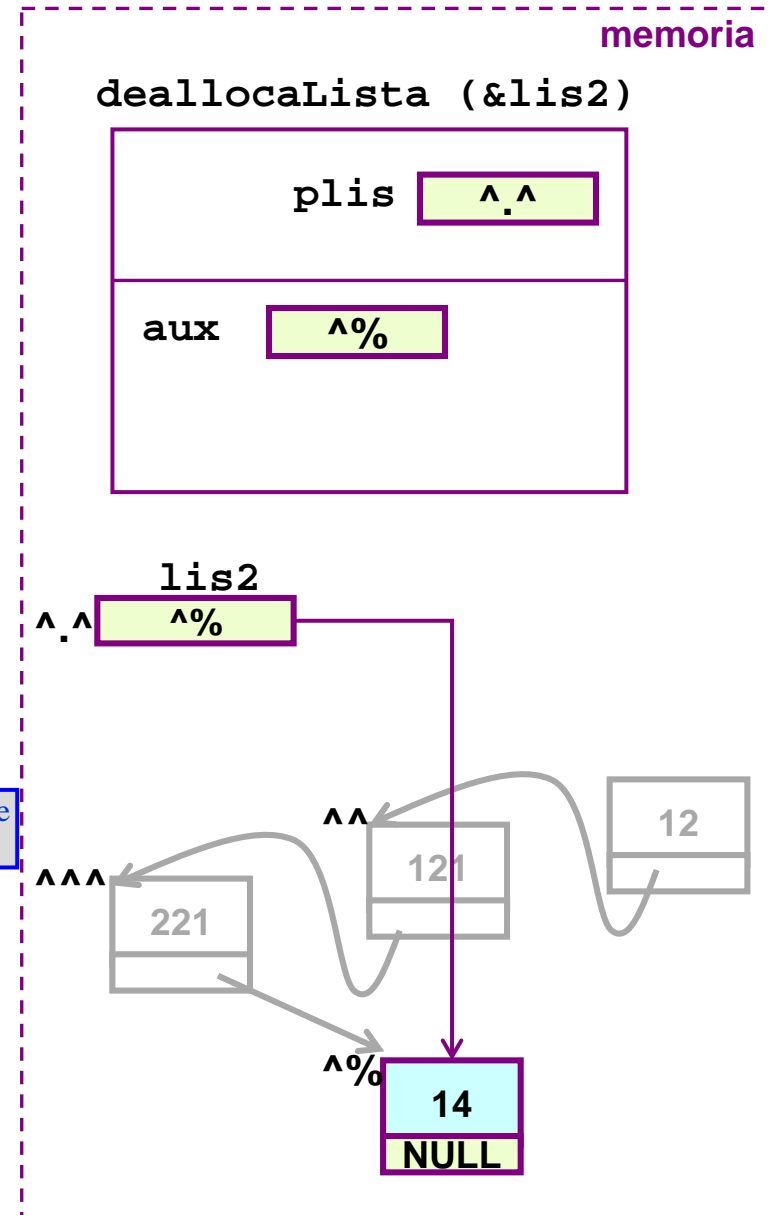 memoria
deallocaLista (&lis2)
plis ^.^
aux ^%
lis2
^.^ ^%
e
^^ 12
121
^^^
221
^%
14
NULL